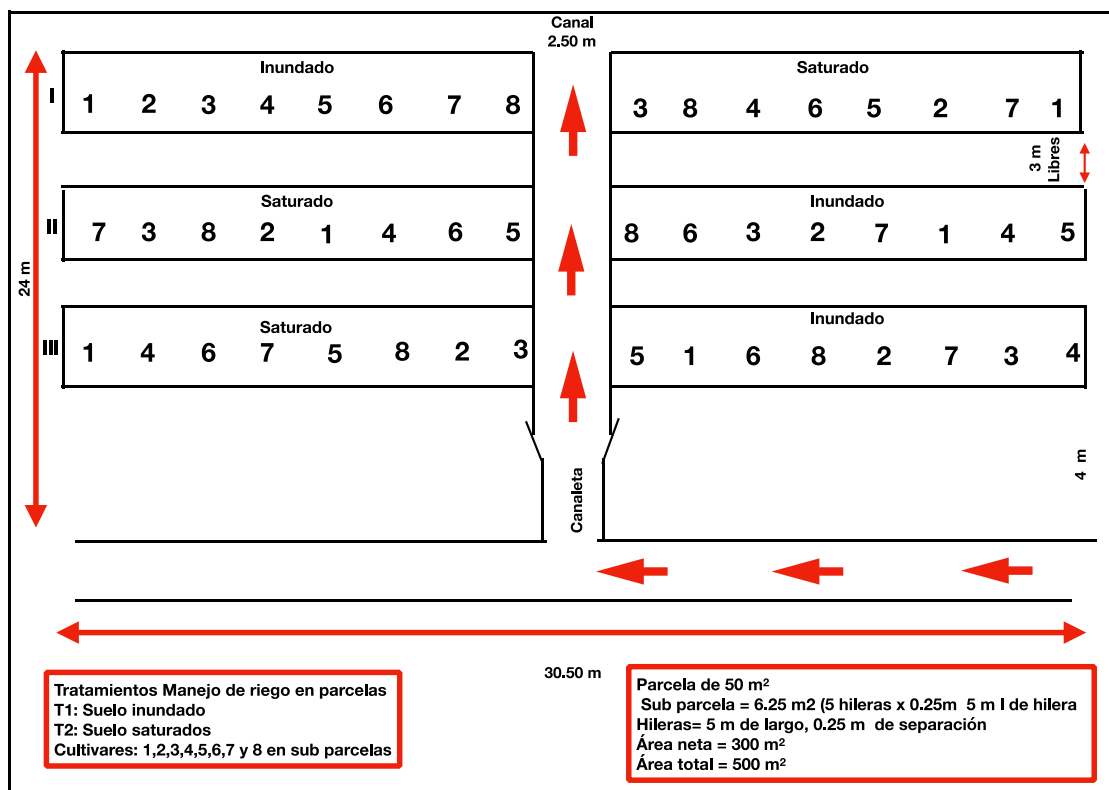 Canal
2.50 m
Inundado
Saturado
I
1 2 3 4 5 6 7 8
3 8 4 6 5 2 7 1
3 m
Libres
Saturado
Inundado
II
7 3 8 2 1 4 6 5
8 6 3 2 7 1 4 5
24 m
Saturado
Inundado
III
1 4 6 7 5 8 2 3
5 1 6 8 2 7 3 4
4 m
Canaleta
30.50 m
Tratamientos Manejo de riego en parcelas
T1: Suelo inundado
T2: Suelo saturados
Cultivares: 1,2,3,4,5,6,7 y 8 en sub parcelas
Parcela de 50 m²
Sub parcela = 6.25 m2 (5 hileras x 0.25m 5 m l de hilera
Hileras= 5 m de largo, 0.25 m de separación
Área neta = 300 m²
Área total = 500 m²